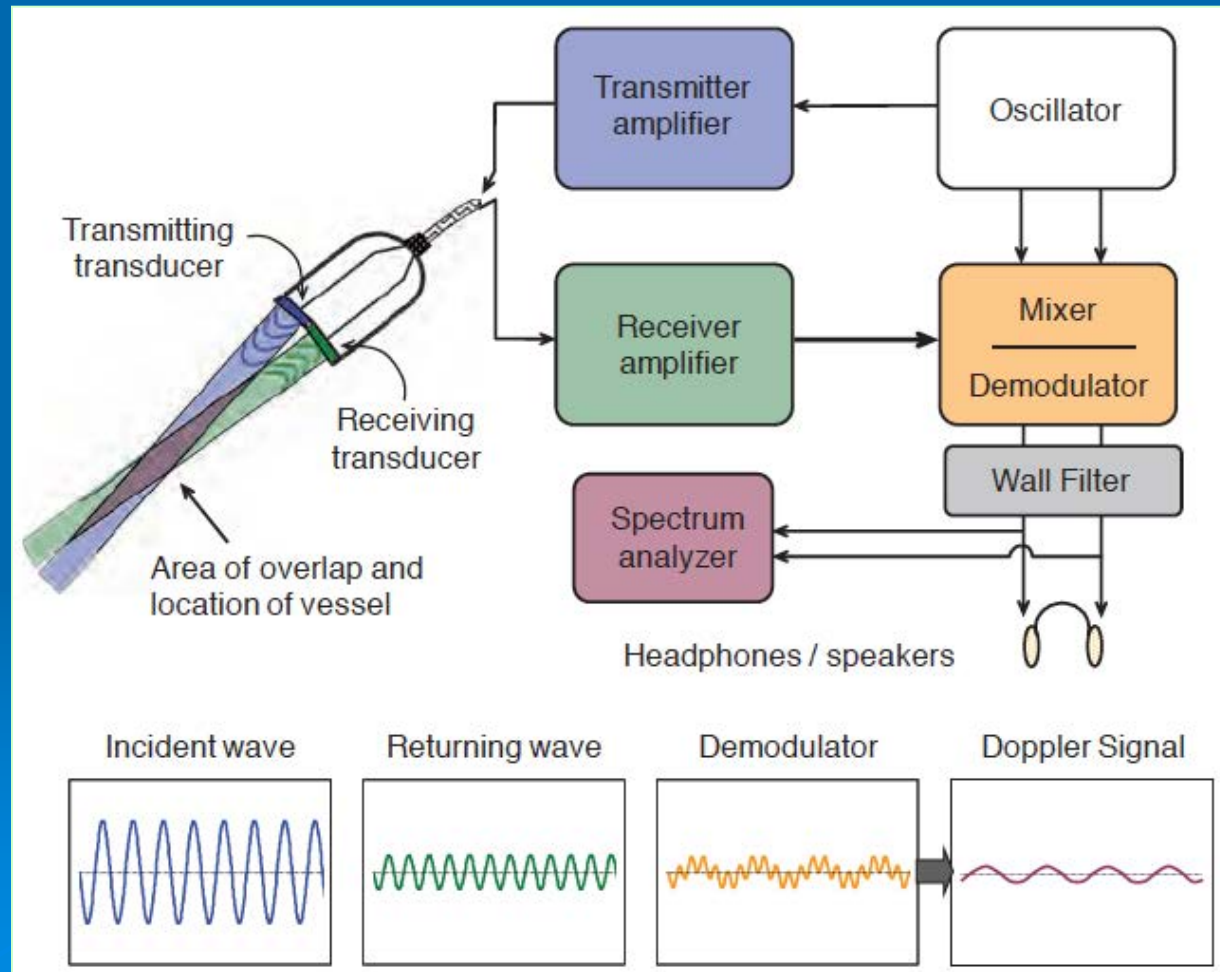 Transmitter
amplifier
Oscillator
Transmitting
transducer
Receiver
amplifier
Mixer
Demodulator
Receiving
transducer
Wall Filter
Spectrum
analyzer
Area of overlap and
location of vessel
Headphones / speakers
Incident wave
Returning wave
Demodulator
Doppler Signal